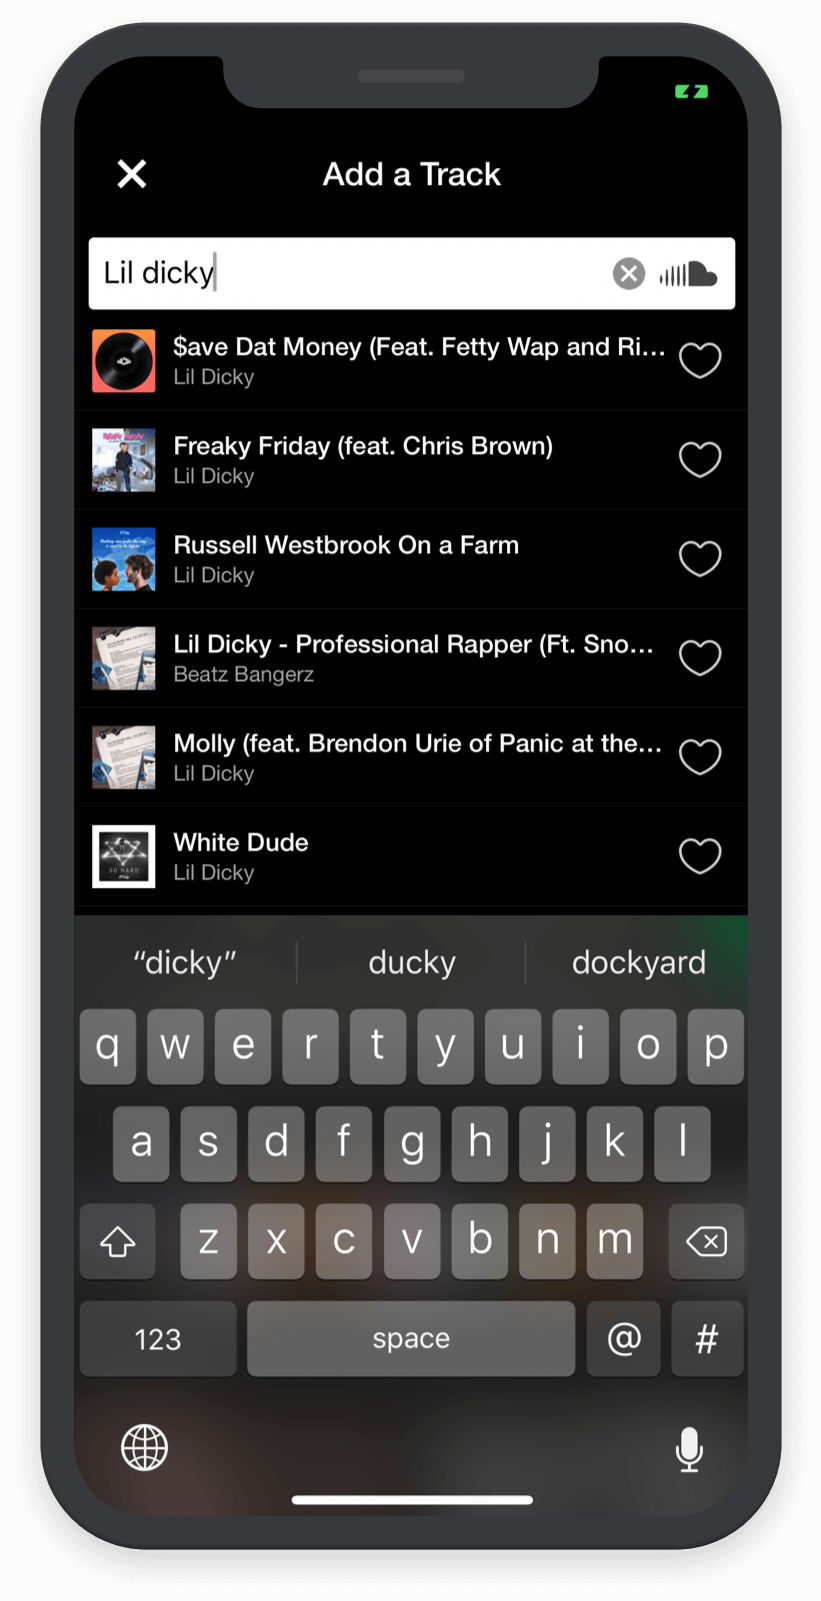 Add a Track
Lil dicky
$ave Dat Money (Feat. Fetty Wap and Ri...
Lil Dicky
Freaky Friday (feat. Chris Brown)
Lil Dicky
Russell Westbrook On a Farm
Lil Dicky
Lil Dicky - Professional Rapper (Ft. Sno...
Beatz Bangerz
Molly (feat. Brendon Urie of Panic at the...
Lil Dicky
SO HARD
White Dude
Lil Dicky
“dicky” ducky dockyard
q w e r t y u i o p
a s d f g h j k l
z x c v b n m
123 space @ #